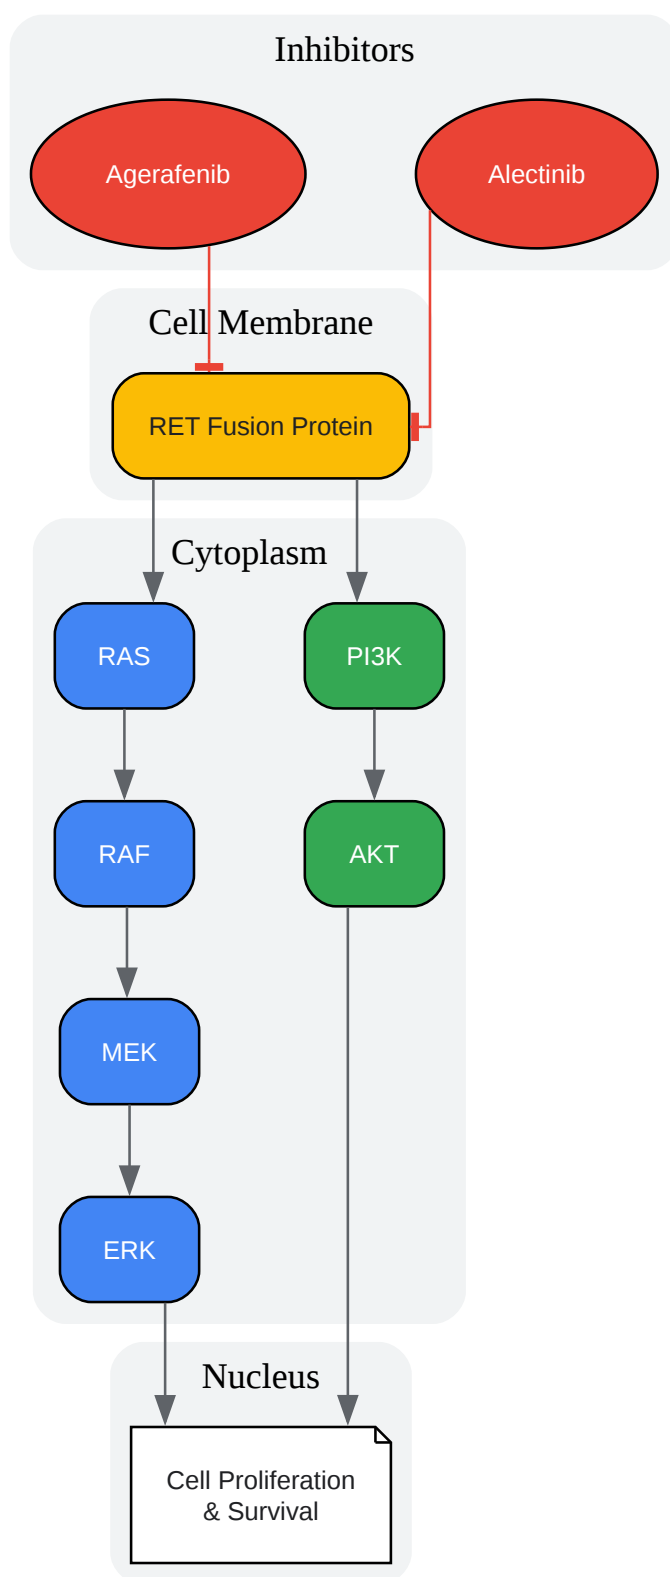 Inhibitors
Agerafenib
Alectinib
Cell Membrane
RET Fusion Protein
Cytoplasm
RAS
PI3K
RAF
AKT
MEK
ERK
Nucleus
Cell Proliferation
& Survival